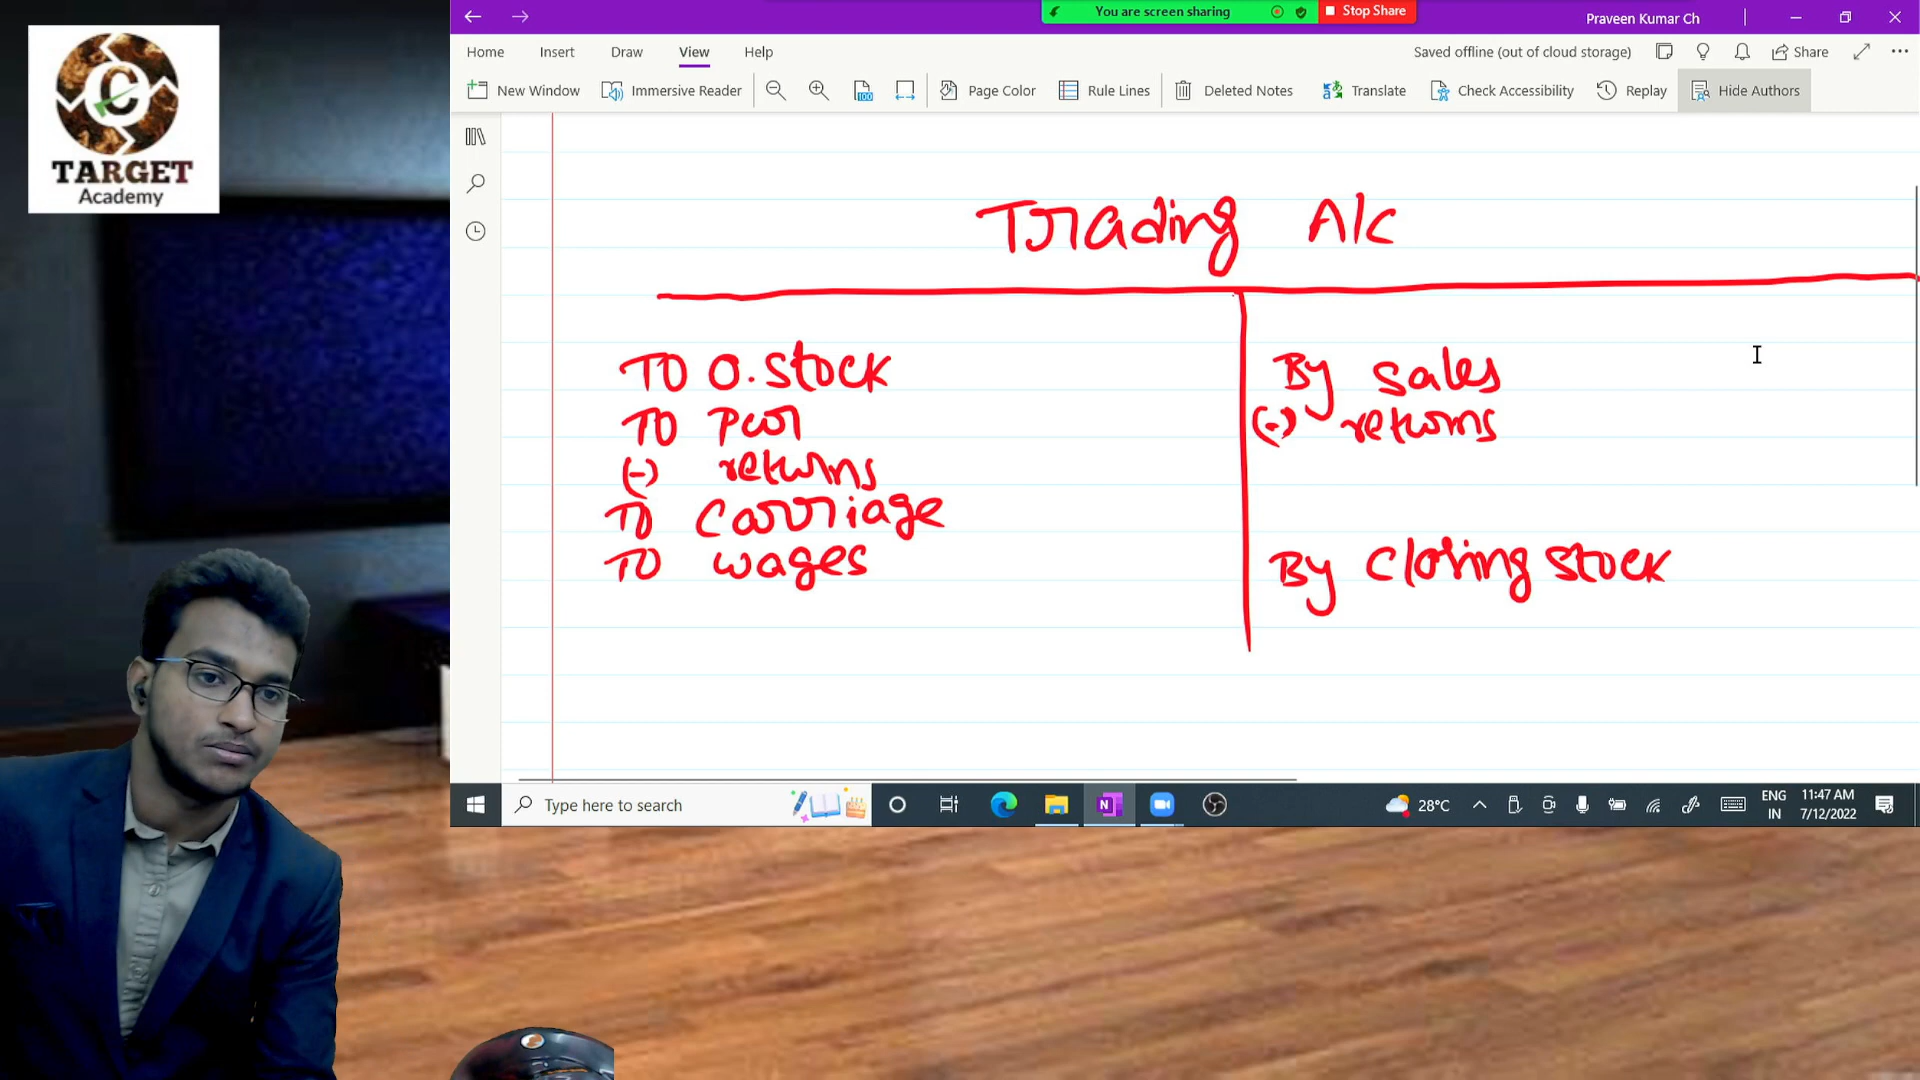 TARGET
Academy
You are screen sharing
Stop Share
Praveen Kumar Ch
Home Insert Draw View Help
Saved offline (out of cloud storage)
Share
New Window Immersive Reader Page Color Rule Lines Deleted Notes Translate Check Accessibility Replay Hide Authors
Trading A/c
To O. Stock
To Pur
(-) returns
To Carriage
To wages
By Sales
(-) returns
By Closing Stock
Type here to search
28°C
ENG
IN
11:47 AM
7/12/2022